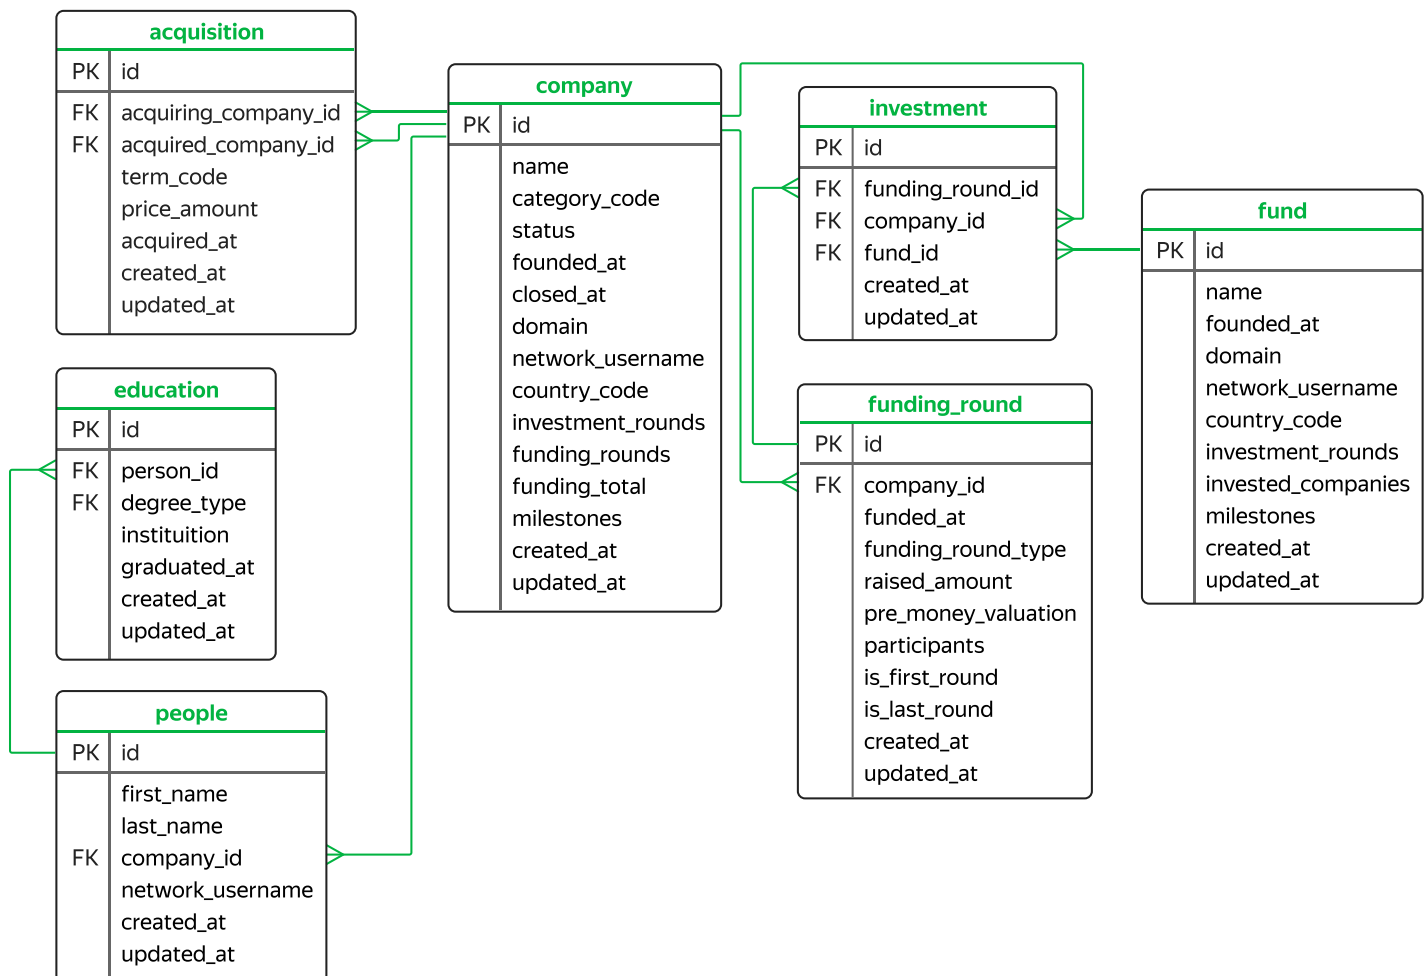 acquisition
PK id
FK acquiring_company_id
FK acquired_company_id
term_code
price_amount
acquired_at
created_at
updated_at
education
PK id
FK person_id
FK degree_type
instituition
graduated_at
created_at
updated_at
people
PK id
first_name
last_name
FK company_id
network_username
created_at
updated_at
company
PK id
name
category_code
status
founded_at
closed_at
domain
network_username
country_code
investment_rounds
funding_rounds
funding_total
milestones
created_at
updated_at
investment
PK id
FK funding_round_id
FK company_id
FK fund_id
created_at
updated_at
funding_round
PK id
FK company_id
funded_at
funding_round_type
raised_amount
pre_money_valuation
participants
is_first_round
is_last_round
created_at
updated_at
fund
PK id
name
founded_at
domain
network_username
country_code
investment_rounds
invested_companies
milestones
created_at
updated_at